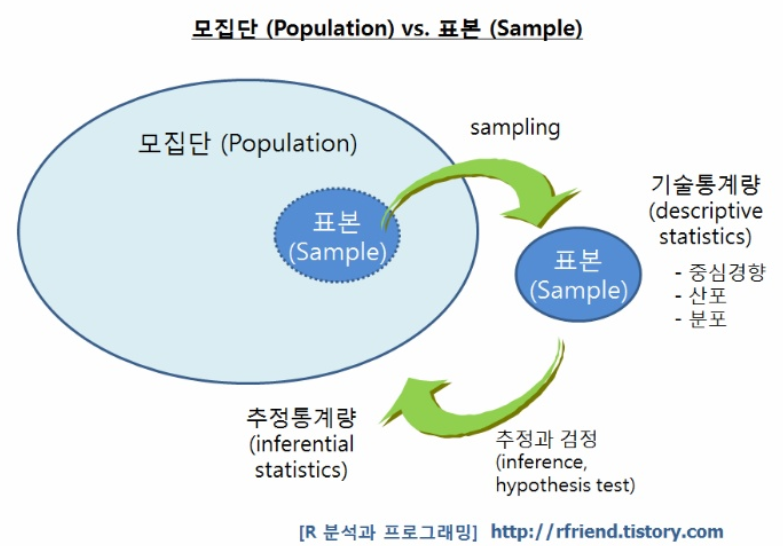 모집단 (Population) vs. 표본 (Sample)
sampling
모집단 (Population)
표본
(Sample)
기술통계량
(descriptive
statistics)
- 중심경향
- 산포
- 분포
표본
(Sample)
추정통계량
(inferential
statistics)
추정과 검정
(inference,
hypothesis test)
[R 분석과 프로그래밍] http://rfriend.tistory.com